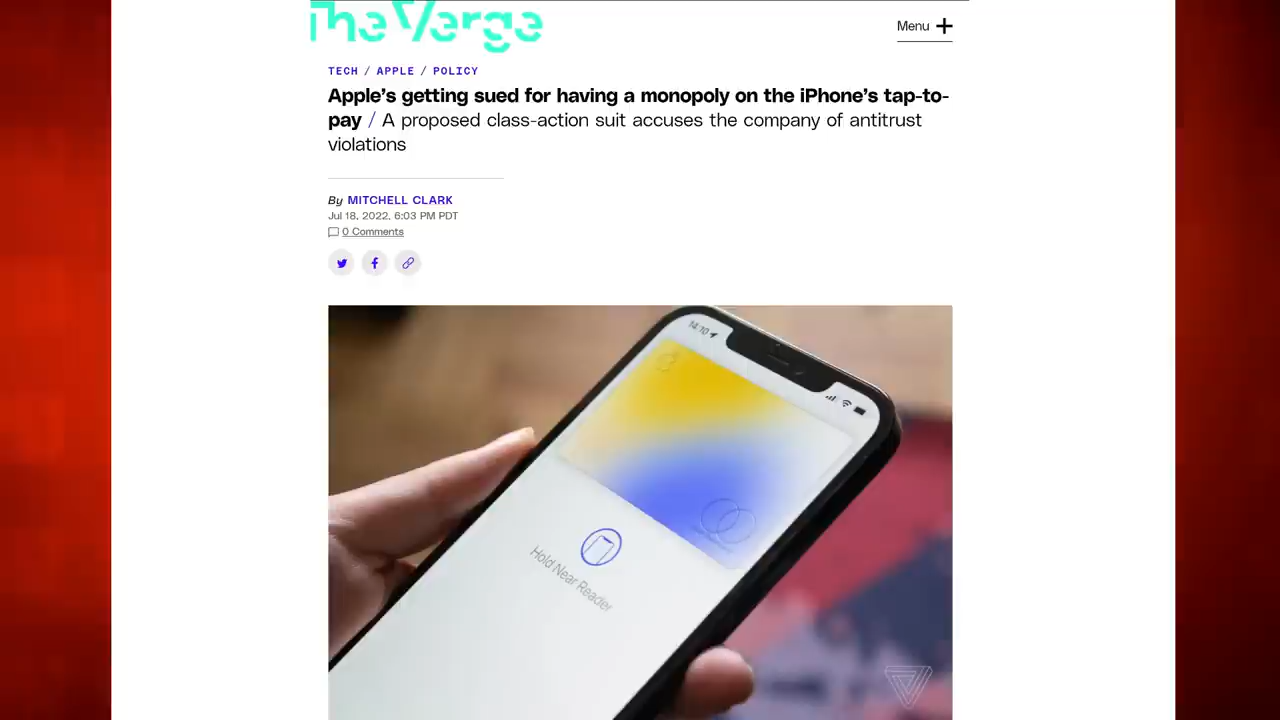 The Verge
Menu
TECH / APPLE / POLICY
Apple’s getting sued for having a monopoly on the iPhone’s tap-to-
pay / A proposed class-action suit accuses the company of antitrust
violations
By MITCHELL CLARK
Jul 18, 2022, 6:03 PM PDT
0 Comments
14:10
Hold Near Reader